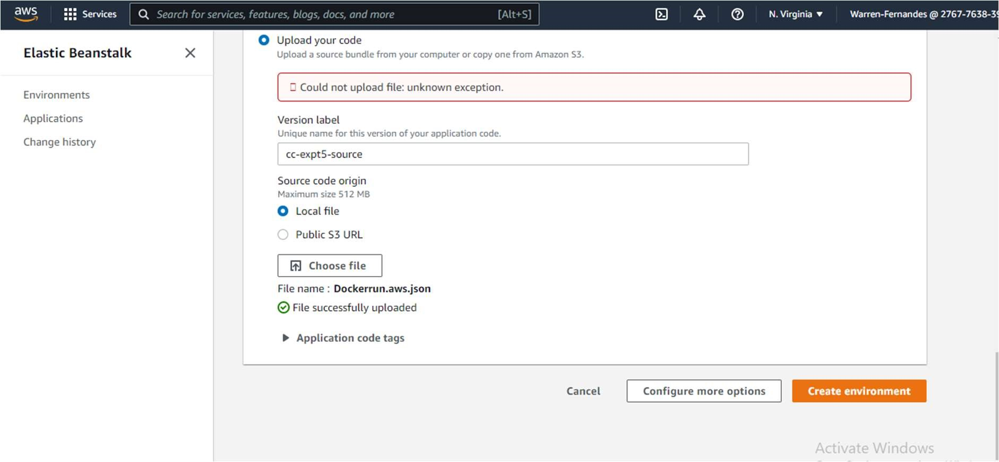 aws Services Search for services, features, blogs, docs, and more [Alt+S] N. Virginia ▼ Warren-Fernandes @ 2767-7638-39
Elastic Beanstalk
Environments
Applications
Change history
Upload your code
Upload a source bundle from your computer or copy one from Amazon S3.
Could not upload file: unknown exception.
Version label
Unique name for this version of your application code.
cc-expt5-source
Source code origin
Maximum size 512 MB
Local file
Public S3 URL
Choose file
File name : Dockerrun.aws.json
File successfully uploaded
Application code tags
Cancel Configure more options Create environment
Activate Windows